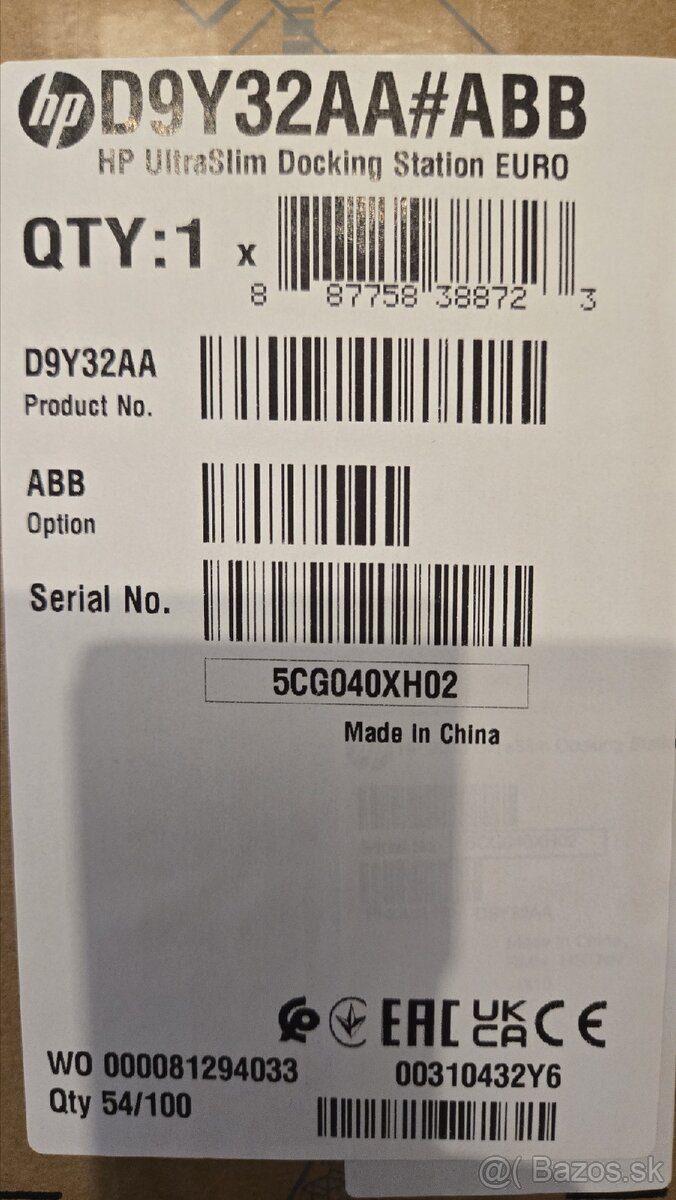 hp D9Y32AA#ABB
HP UltraSlim Docking Station EURO
QTY:1 x
8 87758 38872 3
D9Y32AA
Product No.
ABB
Option
Serial No.
5CG040XH02
Made In China
EAC UK CA CE
WO 000081294033
00310432Y6
Qty 54/100
@( Bazos.sk